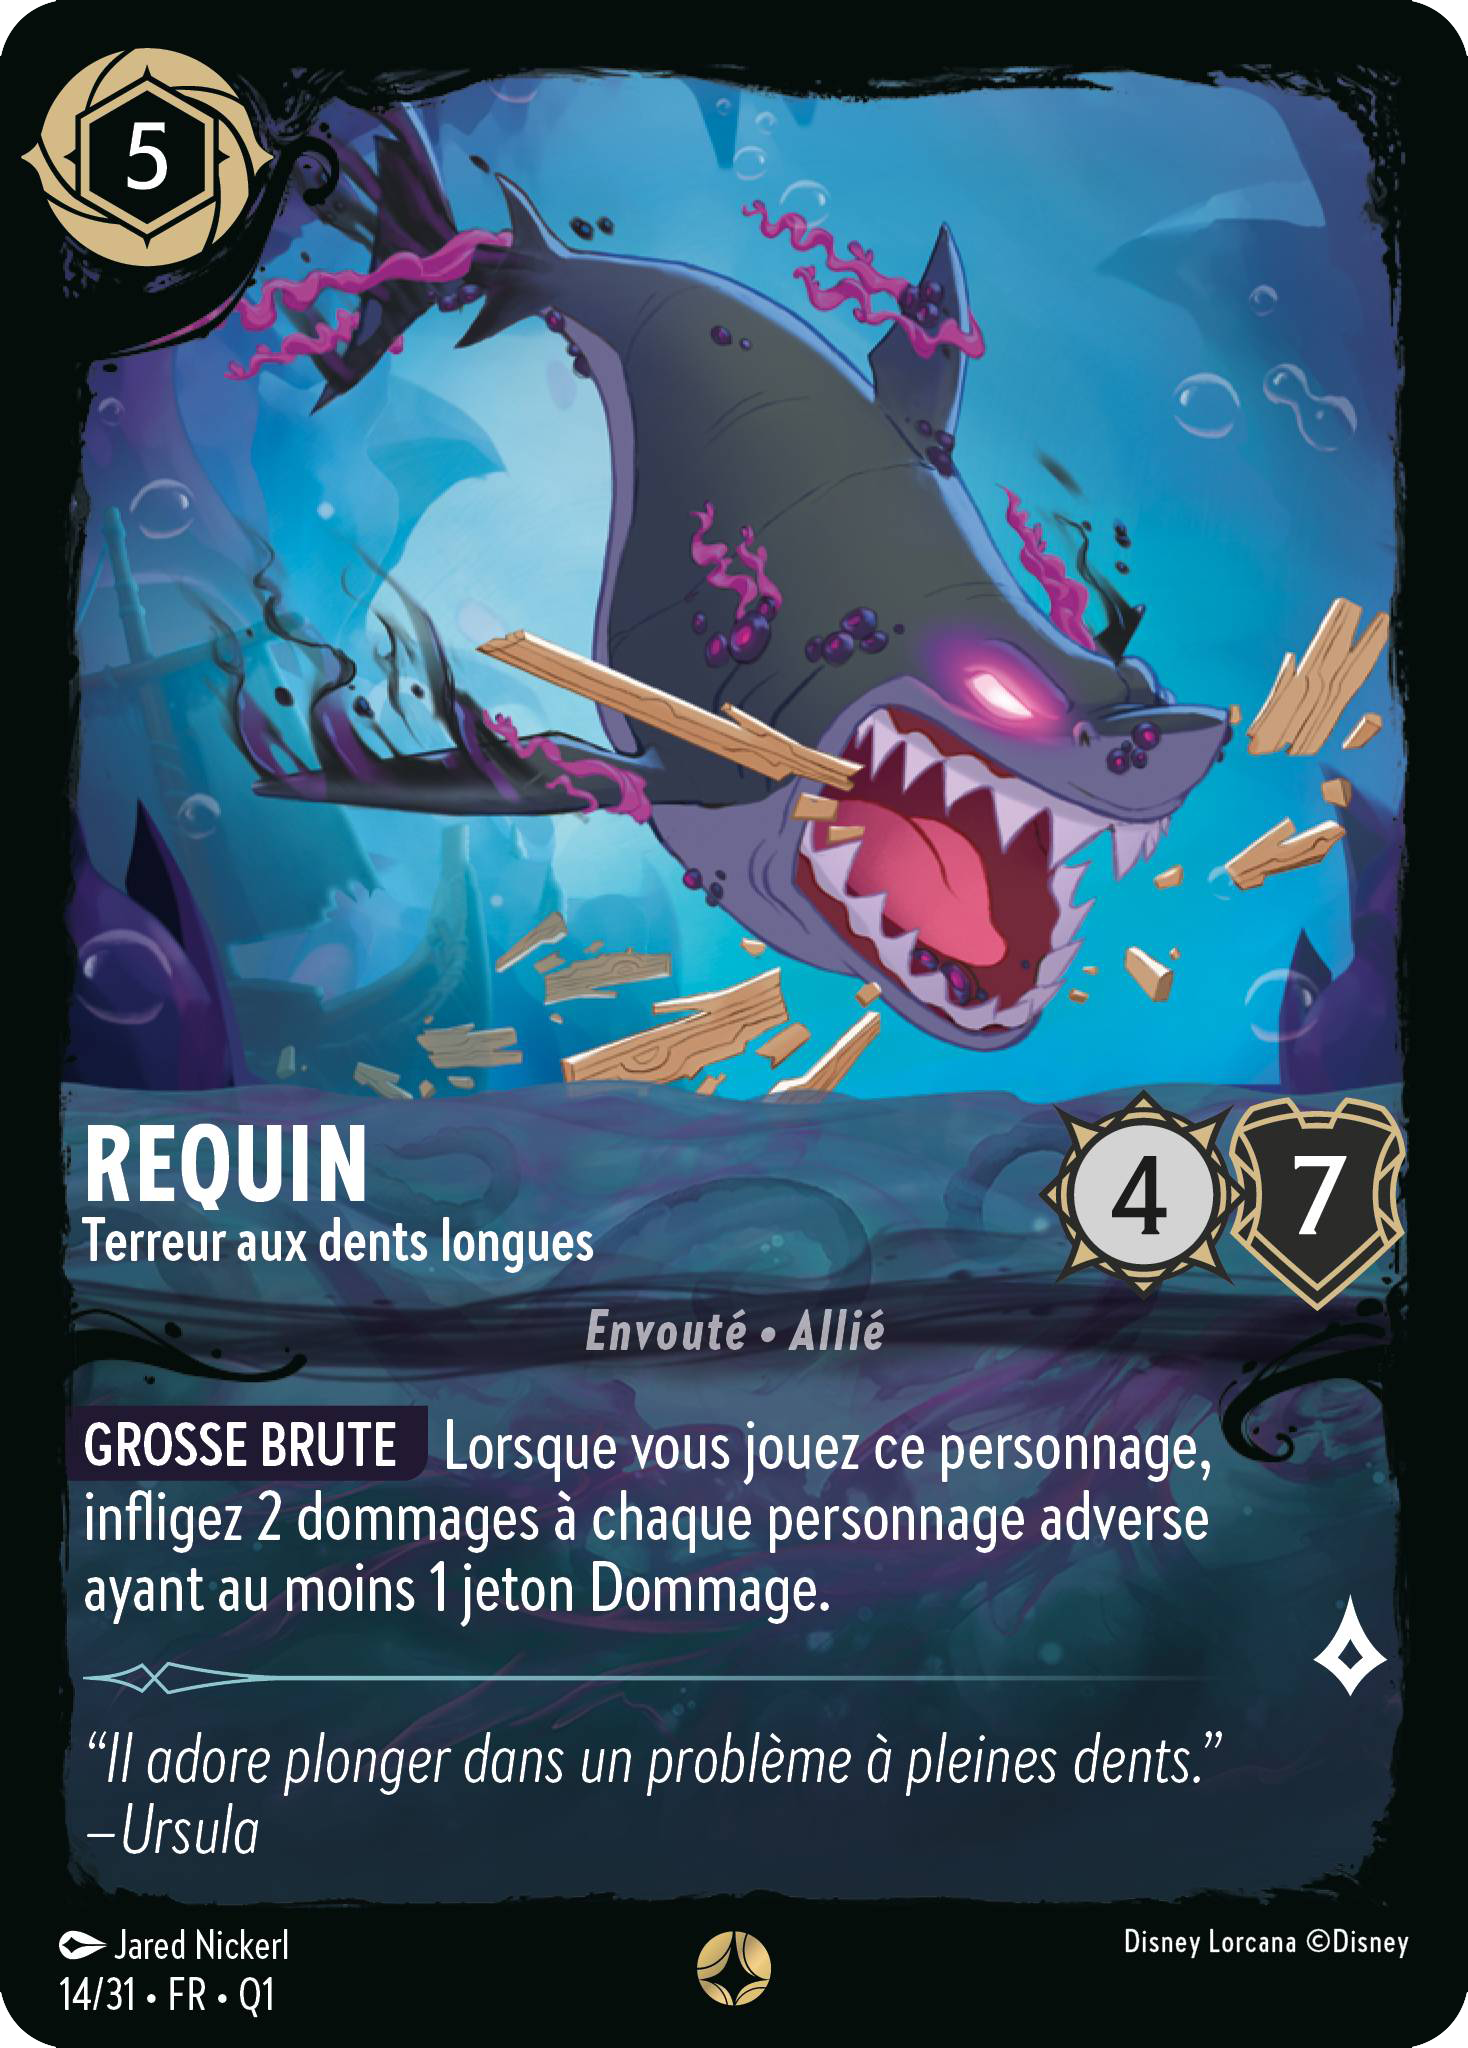 5
REQUIN
Terreur aux dents longues
4
7
Envouté • Allié
GROSSE BRUTE Lorsque vous jouez ce personnage,
infligez 2 dommages à chaque personnage adverse
ayant au moins 1 jeton Dommage.
“Il adore plonger dans un problème à pleines dents.”
–Ursula
Jared Nickerl
14/31 • FR • Q1
Disney Lorcana ©Disney